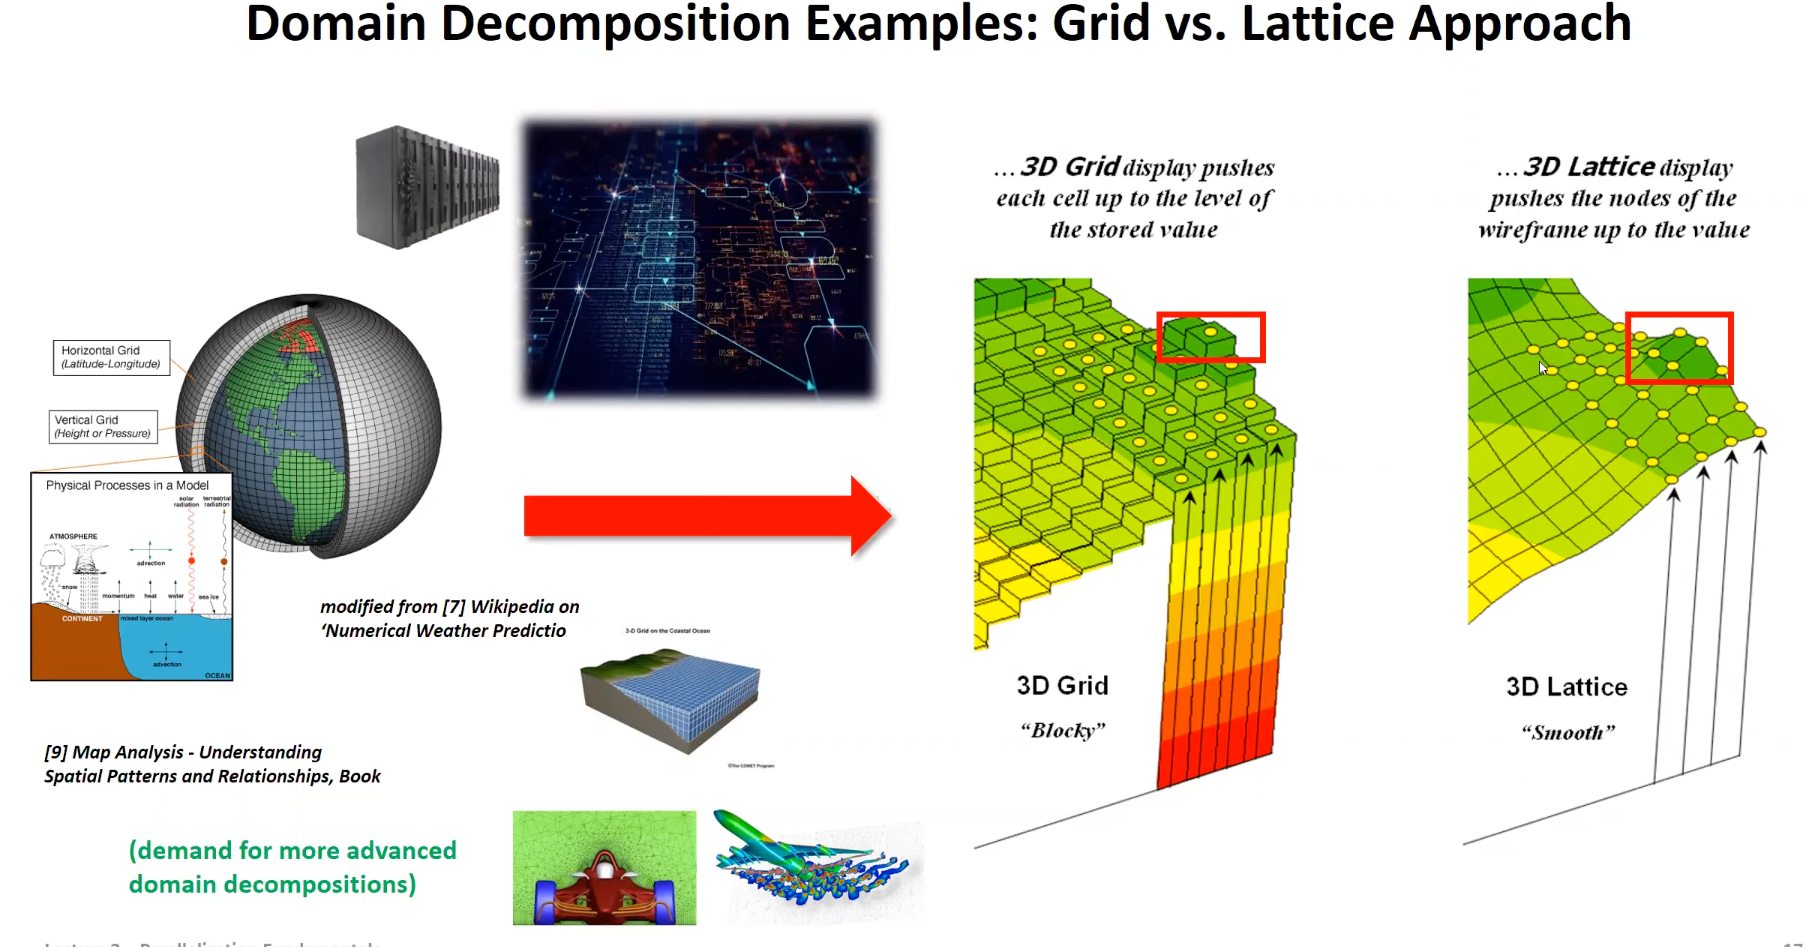 Domain Decomposition Examples: Grid vs. Lattice Approach
... 3D Grid display pushes
each cell up to the level of
the stored value
... 3D Lattice display
pushes the nodes of the
wireframe up to the value
Horizontal Grid
(Latitude-Longitude)
Vertical Grid
(Height or Pressure)
Physical Processes in a Model
solar
radiation
terrestrial
radiation
ATMOSPHERE
advection
snow
momentum
heat
water
sea ice
CONTINENT
mixed layer ocean
advection
OCEAN
modified from [7] Wikipedia on
‘Numerical Weather Predictio
3-D Grid on the Coastal Ocean
©The COMET Program
3D Grid
“Blocky”
3D Lattice
“Smooth”
[9] Map Analysis - Understanding
Spatial Patterns and Relationships, Book
(demand for more advanced
domain decompositions)